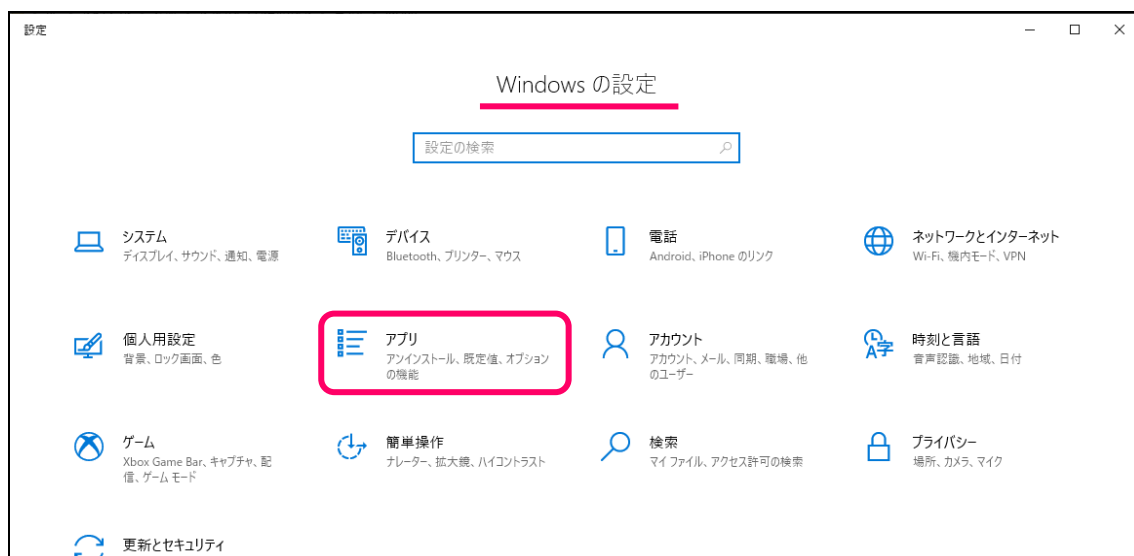 設定
Windows の設定
設定の検索
システム
ディスプレイ、サウンド、通知、電源
デバイス
Bluetooth、プリンター、マウス
電話
Android、iPhone のリンク
ネットワークとインターネット
Wi-Fi、機内モード、VPN
個人用設定
背景、ロック画面、色
アプリ
アンインストール、既定値、オプション
の機能
アカウント
アカウント、メール、同期、職場、他
のユーザー
時刻と言語
音声認識、地域、日付
ゲーム
Xbox Game Bar、キャプチャ、配
信、ゲーム モード
簡単操作
ナレーター、拡大鏡、ハイコントラスト
検索
マイ ファイル、アクセス許可の検索
プライバシー
場所、カメラ、マイク
更新とセキュリティ